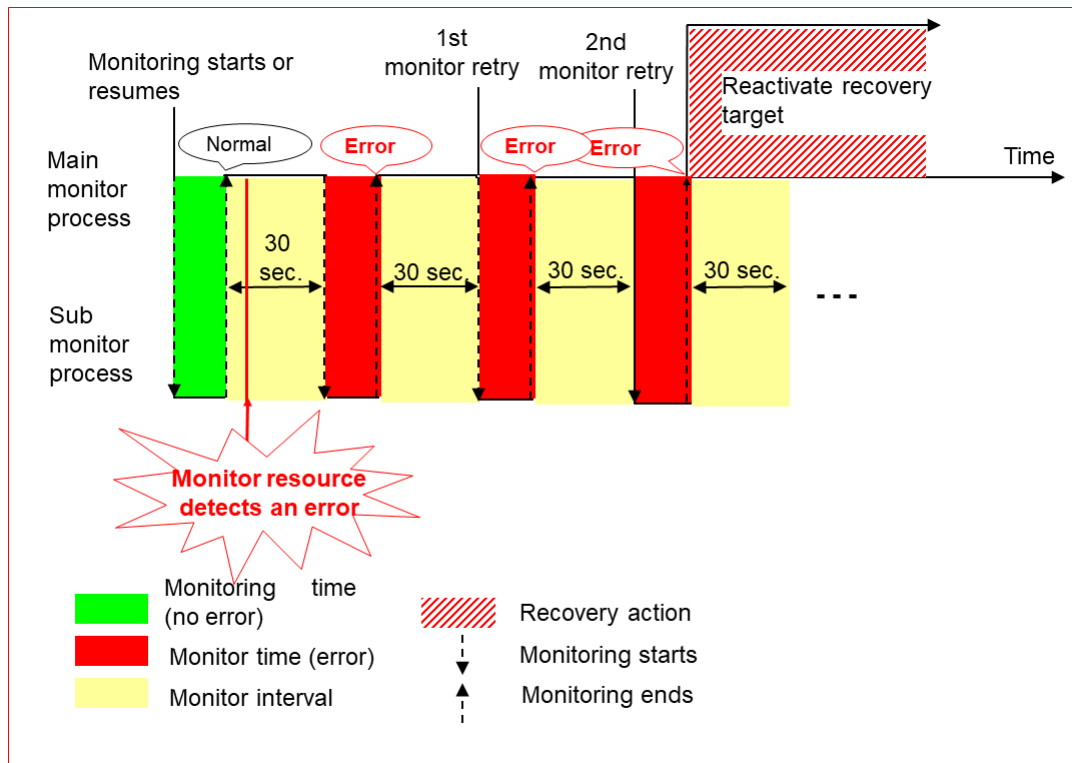 Monitoring starts or
resumes
1st
monitor retry
2nd
monitor retry
Reactivate recovery
target
Normal
Error
Error
Error
Time
Main
monitor
process
30
sec.
30 sec.
30 sec.
30 sec.
- - -
Sub
monitor
process
Monitor resource
detects an error
Monitoring time
(no error)
Monitor time (error)
Monitor interval
Recovery action
Monitoring starts
Monitoring ends